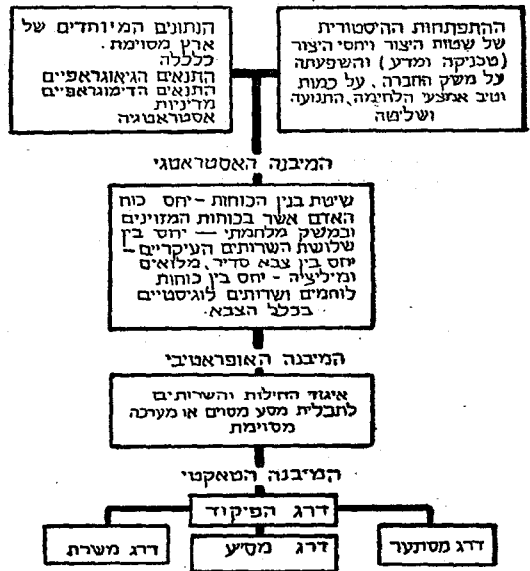 ההתפתחות ההיסטורית
של שטות היצור ויחסי היצור
(טכניקה ומדע) והשפעתה
על משק החברה, על כמות
וטיב אמצעי הלחימה, התנועה
ושליטה
הנתונים המיוחדים של
ארץ מסוימת.
כלכלה
התנאים הגיאוגראפיים
התנאים הדימוגראפיים
מדיניות
אסטראטגיה
המיבנה האסטראטגי
שיטת בנין הכוחות – יחס כוח
האדם אשר בכוחות המזוינים
ובמשק מלחמתי – יחס בין
שלושת השרותים העיקריים –
יחס בין צבא סדיר, מלואים
ומיליציה – יחס בין כוחות
לוחמים ושרותים לוגיסטיים
בכלל הצבא.
המיבנה האופראטיבי
איגוד החילות והשרותים
לתכלית מסע מסוים או מערכה
מסוימת
המיבנה הטאקטי
דרג הפיקוד
דרג מסתער
דרג מסייע
דרג משרת